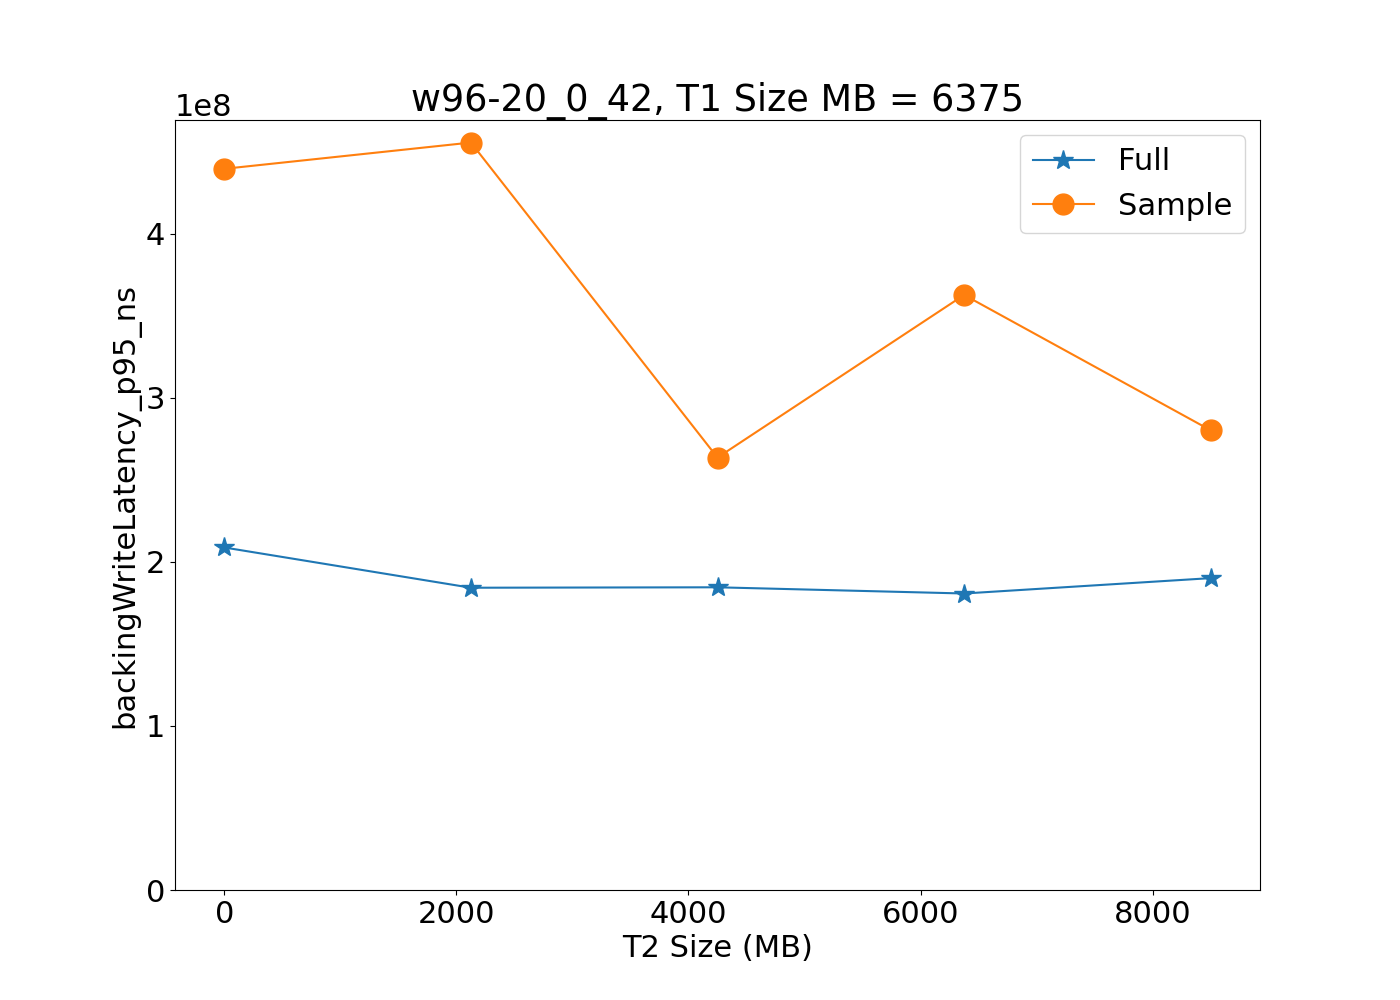 w96-20_0_42, T1 Size MB = 6375
1e8
Full
Sample
4
3
2
1
0
backingWriteLatency_p95_ns
0 2000 4000 6000 8000
T2 Size (MB)